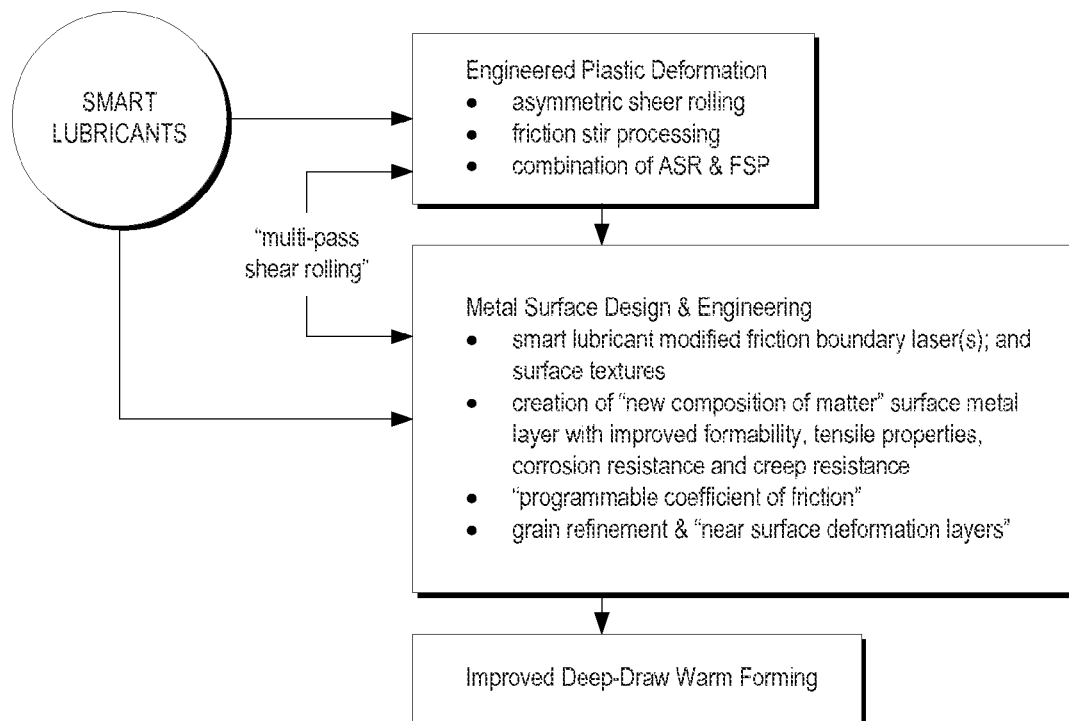 SMART
LUBRICANTS
Engineered Plastic Deformation
• asymmetric sheer rolling
• friction stir processing
• combination of ASR & FSP
“multi-pass
shear rolling”
Metal Surface Design & Engineering
• smart lubricant modified friction boundary laser(s); and
surface textures
• creation of “new composition of matter” surface metal
layer with improved formability, tensile properties,
corrosion resistance and creep resistance
• “programmable coefficient of friction”
• grain refinement & “near surface deformation layers”
Improved Deep-Draw Warm Forming